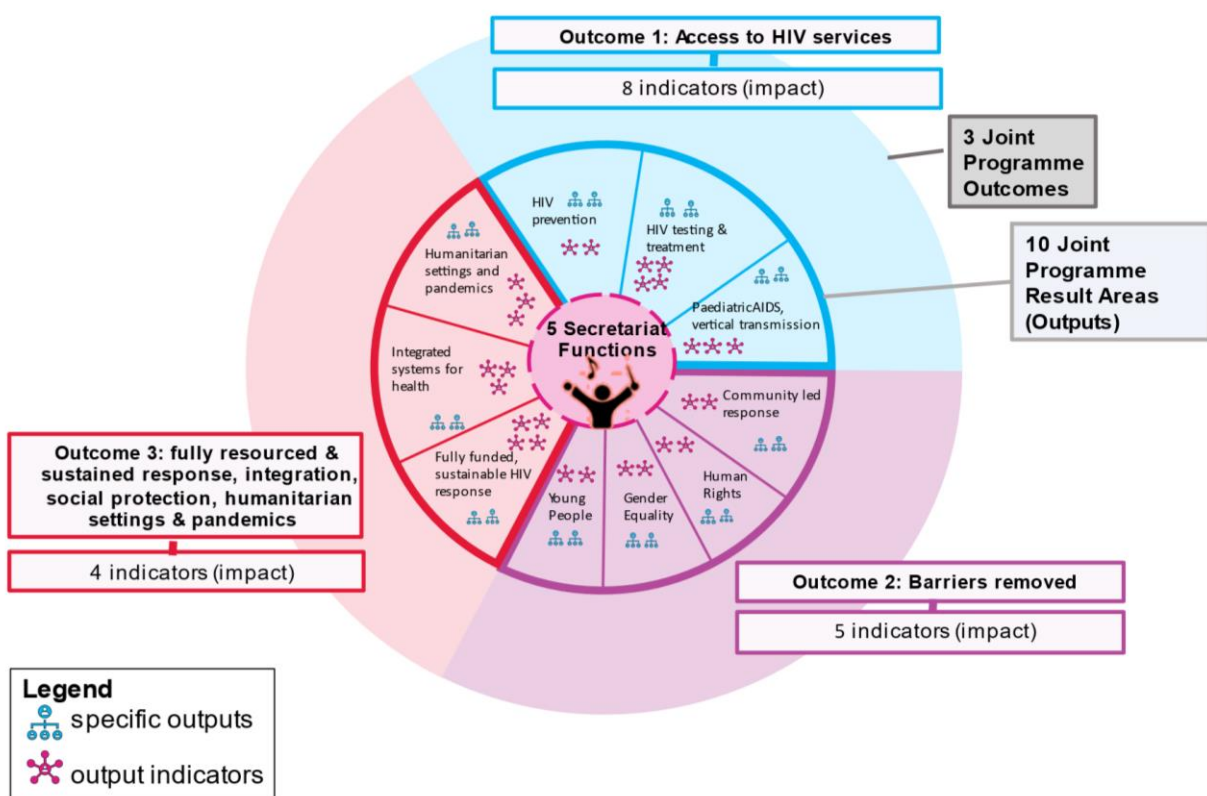 Outcome 1: Access to HIV services
8 indicators (impact)
3 Joint
Programme
Outcomes
10 Joint
Programme
Result Areas
(Outputs)
HIV
prevention
HIV testing &
treatment
PaediatricAIDS,
vertical transmission
Humanitarian
settings and
pandemics
5 Secretariat
Functions
Integrated
systems for
health
Community led
response
Fully funded,
sustainable HIV
response
Young
People
Gender
Equality
Human
Rights
Outcome 3: fully resourced &
sustained response, integration,
social protection, humanitarian
settings & pandemics
4 indicators (impact)
Outcome 2: Barriers removed
5 indicators (impact)
Legend
specific outputs
output indicators